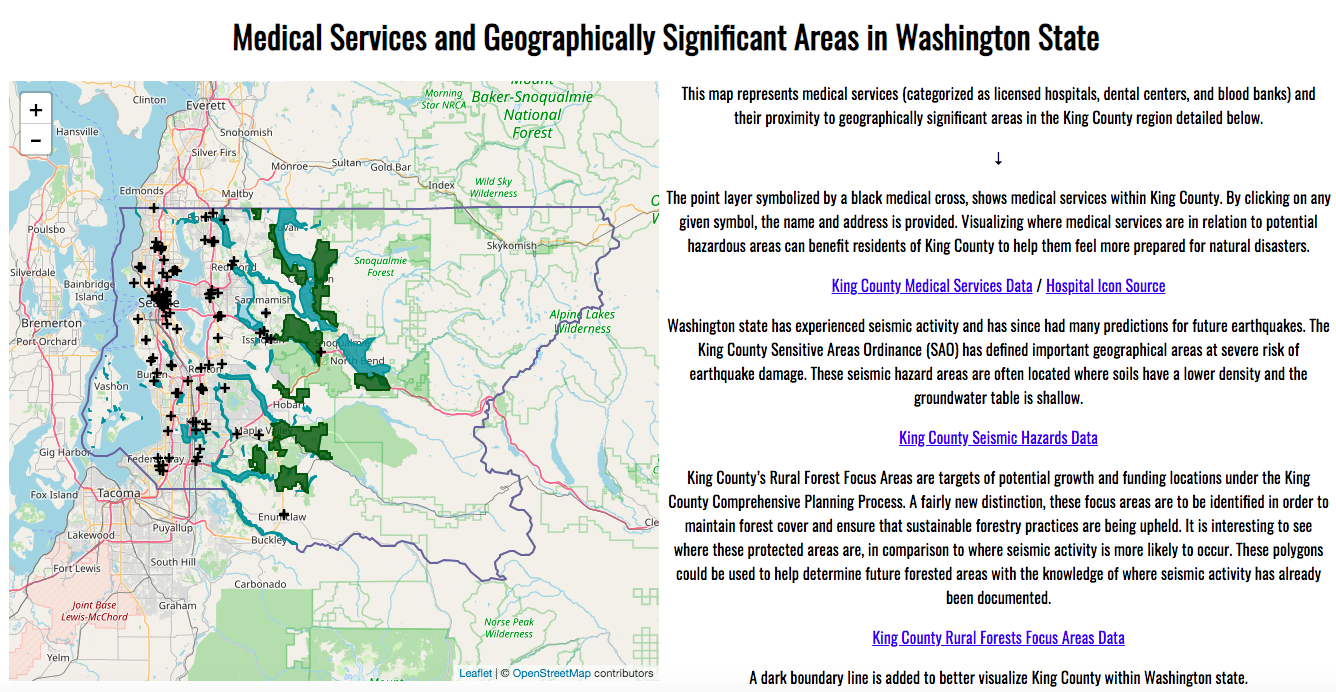 Medical Services and Geographically Significant Areas in Washington State
+
−
Clinton
Everett
Morning
Star NRCA
Mount
Baker-Snoqualmie
National
Forest
Hansville
Snohomish
Silver Firs
Monroe
Sultan
Gold Bar
Index
Wild Sky
Wilderness
Edmonds
Maltby
Poulsbo
Skykomish
Snoqualmie
Forest
Silverdale
Bainbridge
Island
Sammamish
Alpine Lakes
Wilderness
Bremerton
Port Orchard
North Bend
Vashon
Hobart
Maple Valley
Gig Harbor
Fox Island
Tacoma
Enumclaw
Puyallup
Lakewood
Buckley
Cle
Fort Lewis
South Hill
Carbonado
Joint Base
Lewis-McChord
Graham
Norse Peak
Wilderness
Yelm
Leaflet | © OpenStreetMap contributors
This map represents medical services (categorized as licensed hospitals, dental centers, and blood banks) and
their proximity to geographically significant areas in the King County region detailed below.
↓
The point layer symbolized by a black medical cross, shows medical services within King County. By clicking on any
given symbol, the name and address is provided. Visualizing where medical services are in relation to potential
hazardous areas can benefit residents of King County to help them feel more prepared for natural disasters.
King County Medical Services Data / Hospital Icon Source
Washington state has experienced seismic activity and has since had many predictions for future earthquakes. The
King County Sensitive Areas Ordinance (SAO) has defined important geographical areas at severe risk of
earthquake damage. These seismic hazard areas are often located where soils have a lower density and the
groundwater table is shallow.
King County Seismic Hazards Data
King County's Rural Forest Focus Areas are targets of potential growth and funding locations under the King
County Comprehensive Planning Process. A fairly new distinction, these focus areas are to be identified in order to
maintain forest cover and ensure that sustainable forestry practices are being upheld. It is interesting to see
where these protected areas are, in comparison to where seismic activity is more likely to occur. These polygons
could be used to help determine future forested areas with the knowledge of where seismic activity has already
been documented.
King County Rural Forests Focus Areas Data
A dark boundary line is added to better visualize King County within Washington state.